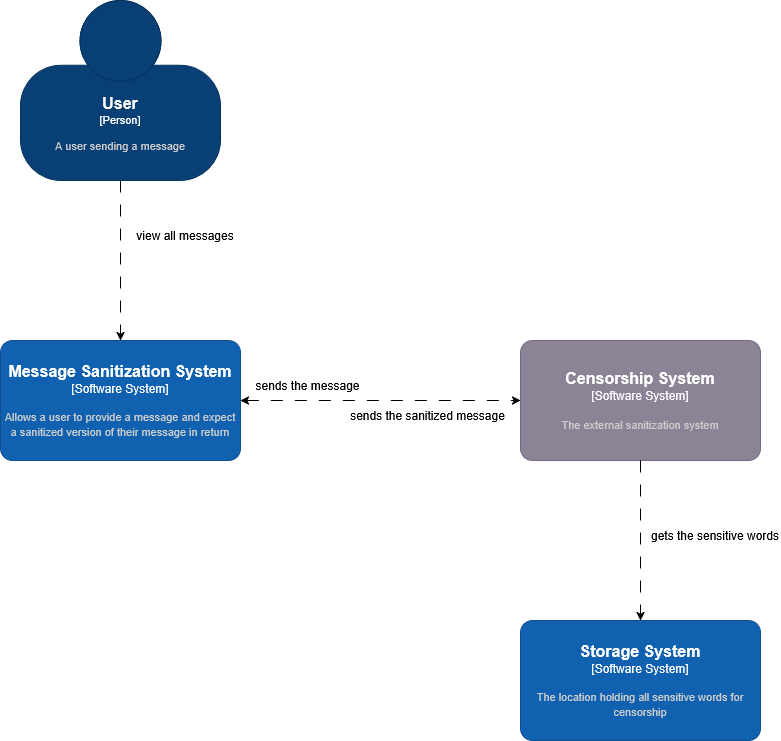 User
[Person]
A user sending a message
view all messages
Message Sanitization System
[Software System]
Allows a user to provide a message and expect
a sanitized version of their message in return
sends the message
sends the sanitized message
Censorship System
[Software System]
The external sanitization system
gets the sensitive words
Storage System
[Software System]
The location holding all sensitive words for
censorship